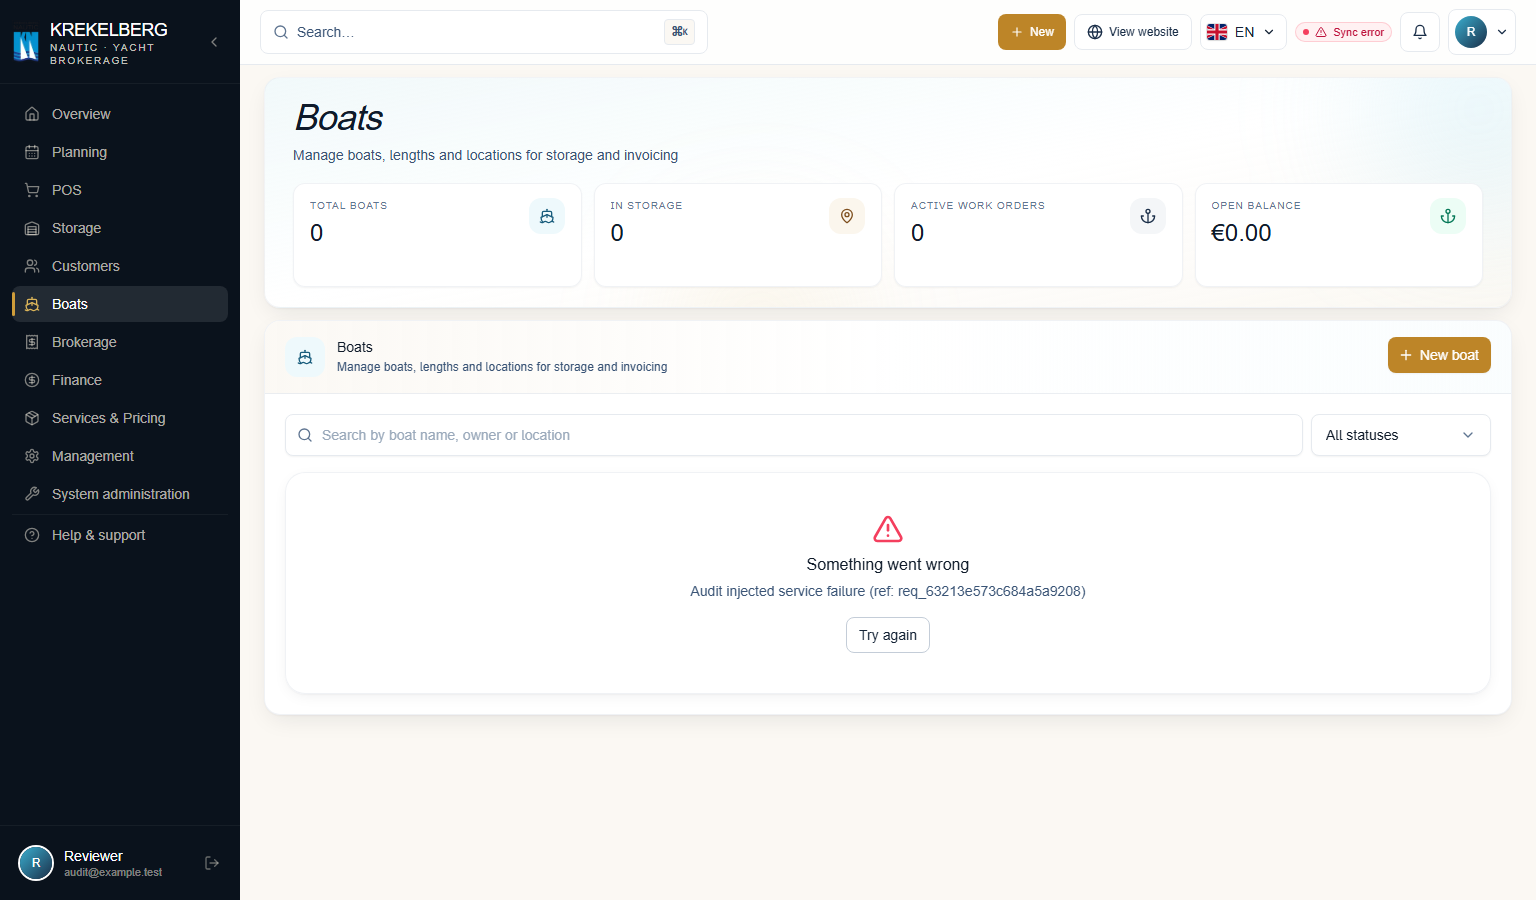 KREKELBERG
NAUTIC · YACHT
BROKERAGE
Overview
Planning
POS
Storage
Customers
Boats
Brokerage
Finance
Services & Pricing
Management
System administration
Help & support
R
Reviewer
audit@example.test
Search...
⌘K
+ New
View website
EN
Sync error
R
Boats
Manage boats, lengths and locations for storage and invoicing
TOTAL BOATS
0
IN STORAGE
0
ACTIVE WORK ORDERS
0
OPEN BALANCE
€0.00
Boats
Manage boats, lengths and locations for storage and invoicing
+ New boat
Search by boat name, owner or location
All statuses
Something went wrong
Audit injected service failure (ref: req_63213e573c684a5a9208)
Try again